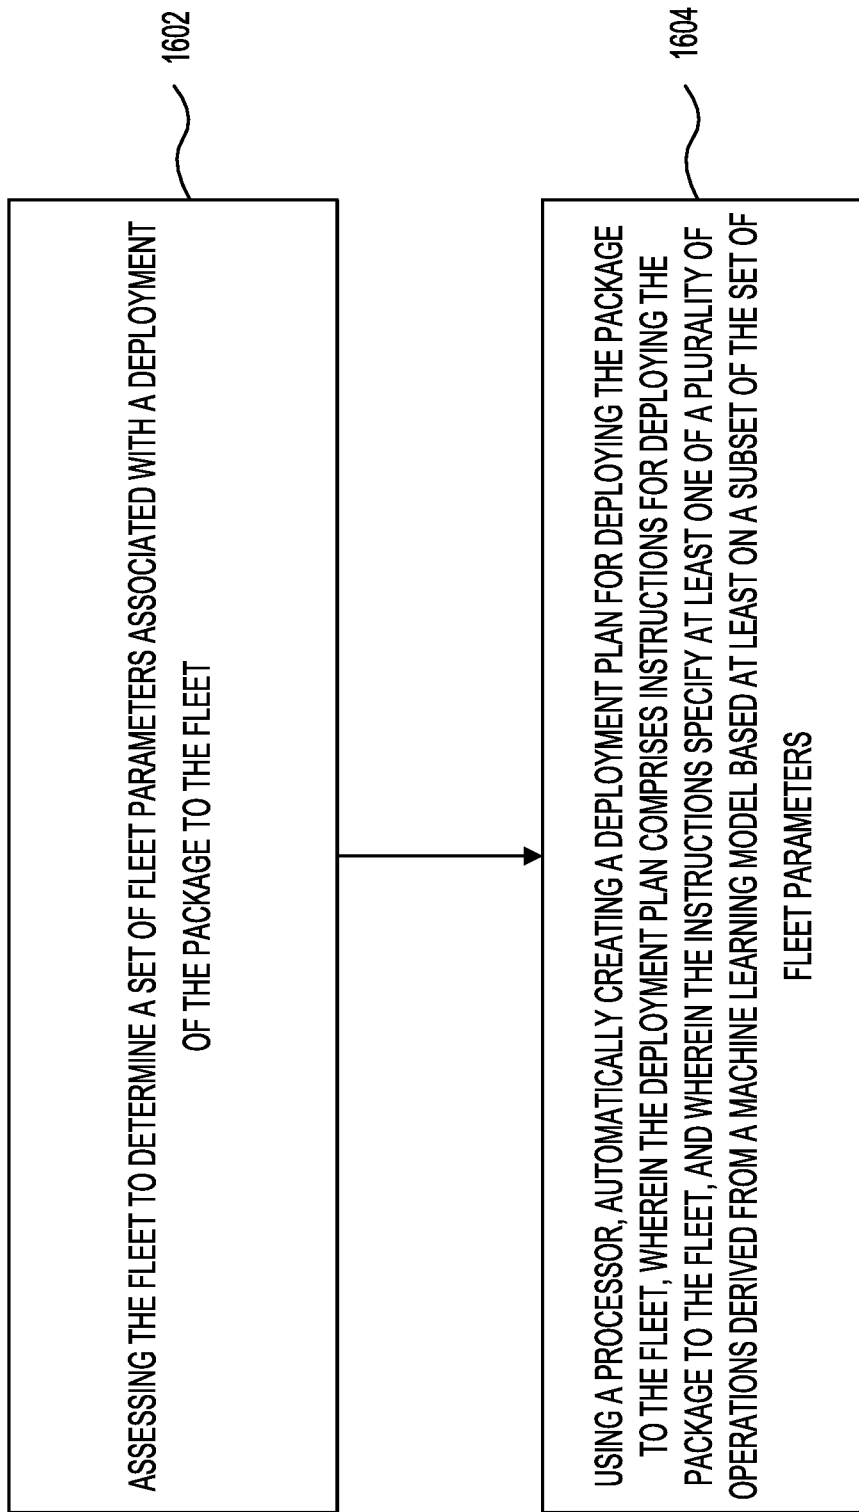 ASSESSING THE FLEET TO DETERMINE A SET OF FLEET PARAMETERS ASSOCIATED WITH A DEPLOYMENT
OF THE PACKAGE TO THE FLEET
1602
USING A PROCESSOR, AUTOMATICALLY CREATING A DEPLOYMENT PLAN FOR DEPLOYING THE PACKAGE
TO THE FLEET, WHEREIN THE DEPLOYMENT PLAN COMPRISES INSTRUCTIONS FOR DEPLOYING THE
PACKAGE TO THE FLEET, AND WHEREIN THE INSTRUCTIONS SPECIFY AT LEAST ONE OF A PLURALITY OF
OPERATIONS DERIVED FROM A MACHINE LEARNING MODEL BASED AT LEAST ON A SUBSET OF THE SET OF
FLEET PARAMETERS
1604